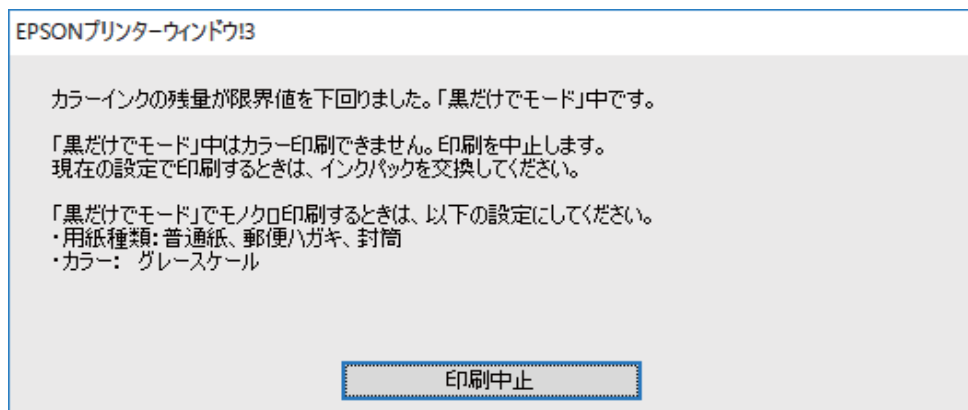 EPSONプリンターウィンドウ!3
カラーインクの残量が限界値を下回りました。「黒だけでモード」中です。
「黒だけでモード」中はカラー印刷できません。印刷を中止します。
現在の設定で印刷するときは、インクパックを交換してください。
「黒だけでモード」でモノクロ印刷するときは、以下の設定にしてください。
・用紙種類：普通紙、郵便ハガキ、封筒
・カラー： グレースケール
印刷中止